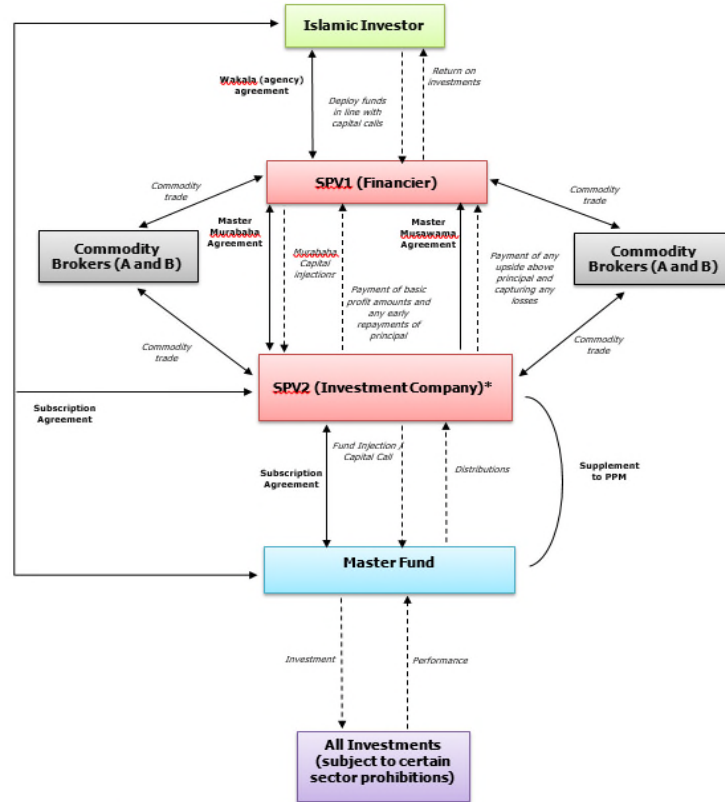 Islamic Investor
Wakala (agency)
agreement
Deploy funds
in line with
capital calls
Return on
investments
SPV1 (Financier)
Commodity
trade
Commodity
trade
Commodity
Brokers (A and B)
Master
Murabaha
Agreement
Murabaha
Capital
injections
Payment of basic
profit amounts and
any early
repayments of
principal
Master
Musawama
Agreement
Payment of any
upside above
principal and
capturing any
losses
Commodity
Brokers (A and B)
Commodity
trade
Commodity
trade
SPV2 (Investment Company)*
Subscription
Agreement
Subscription
Agreement
Fund Injection /
Capital Call
Distributions
Supplement
to PPM
Master Fund
Investment
Performance
All Investments
(subject to certain
sector prohibitions)